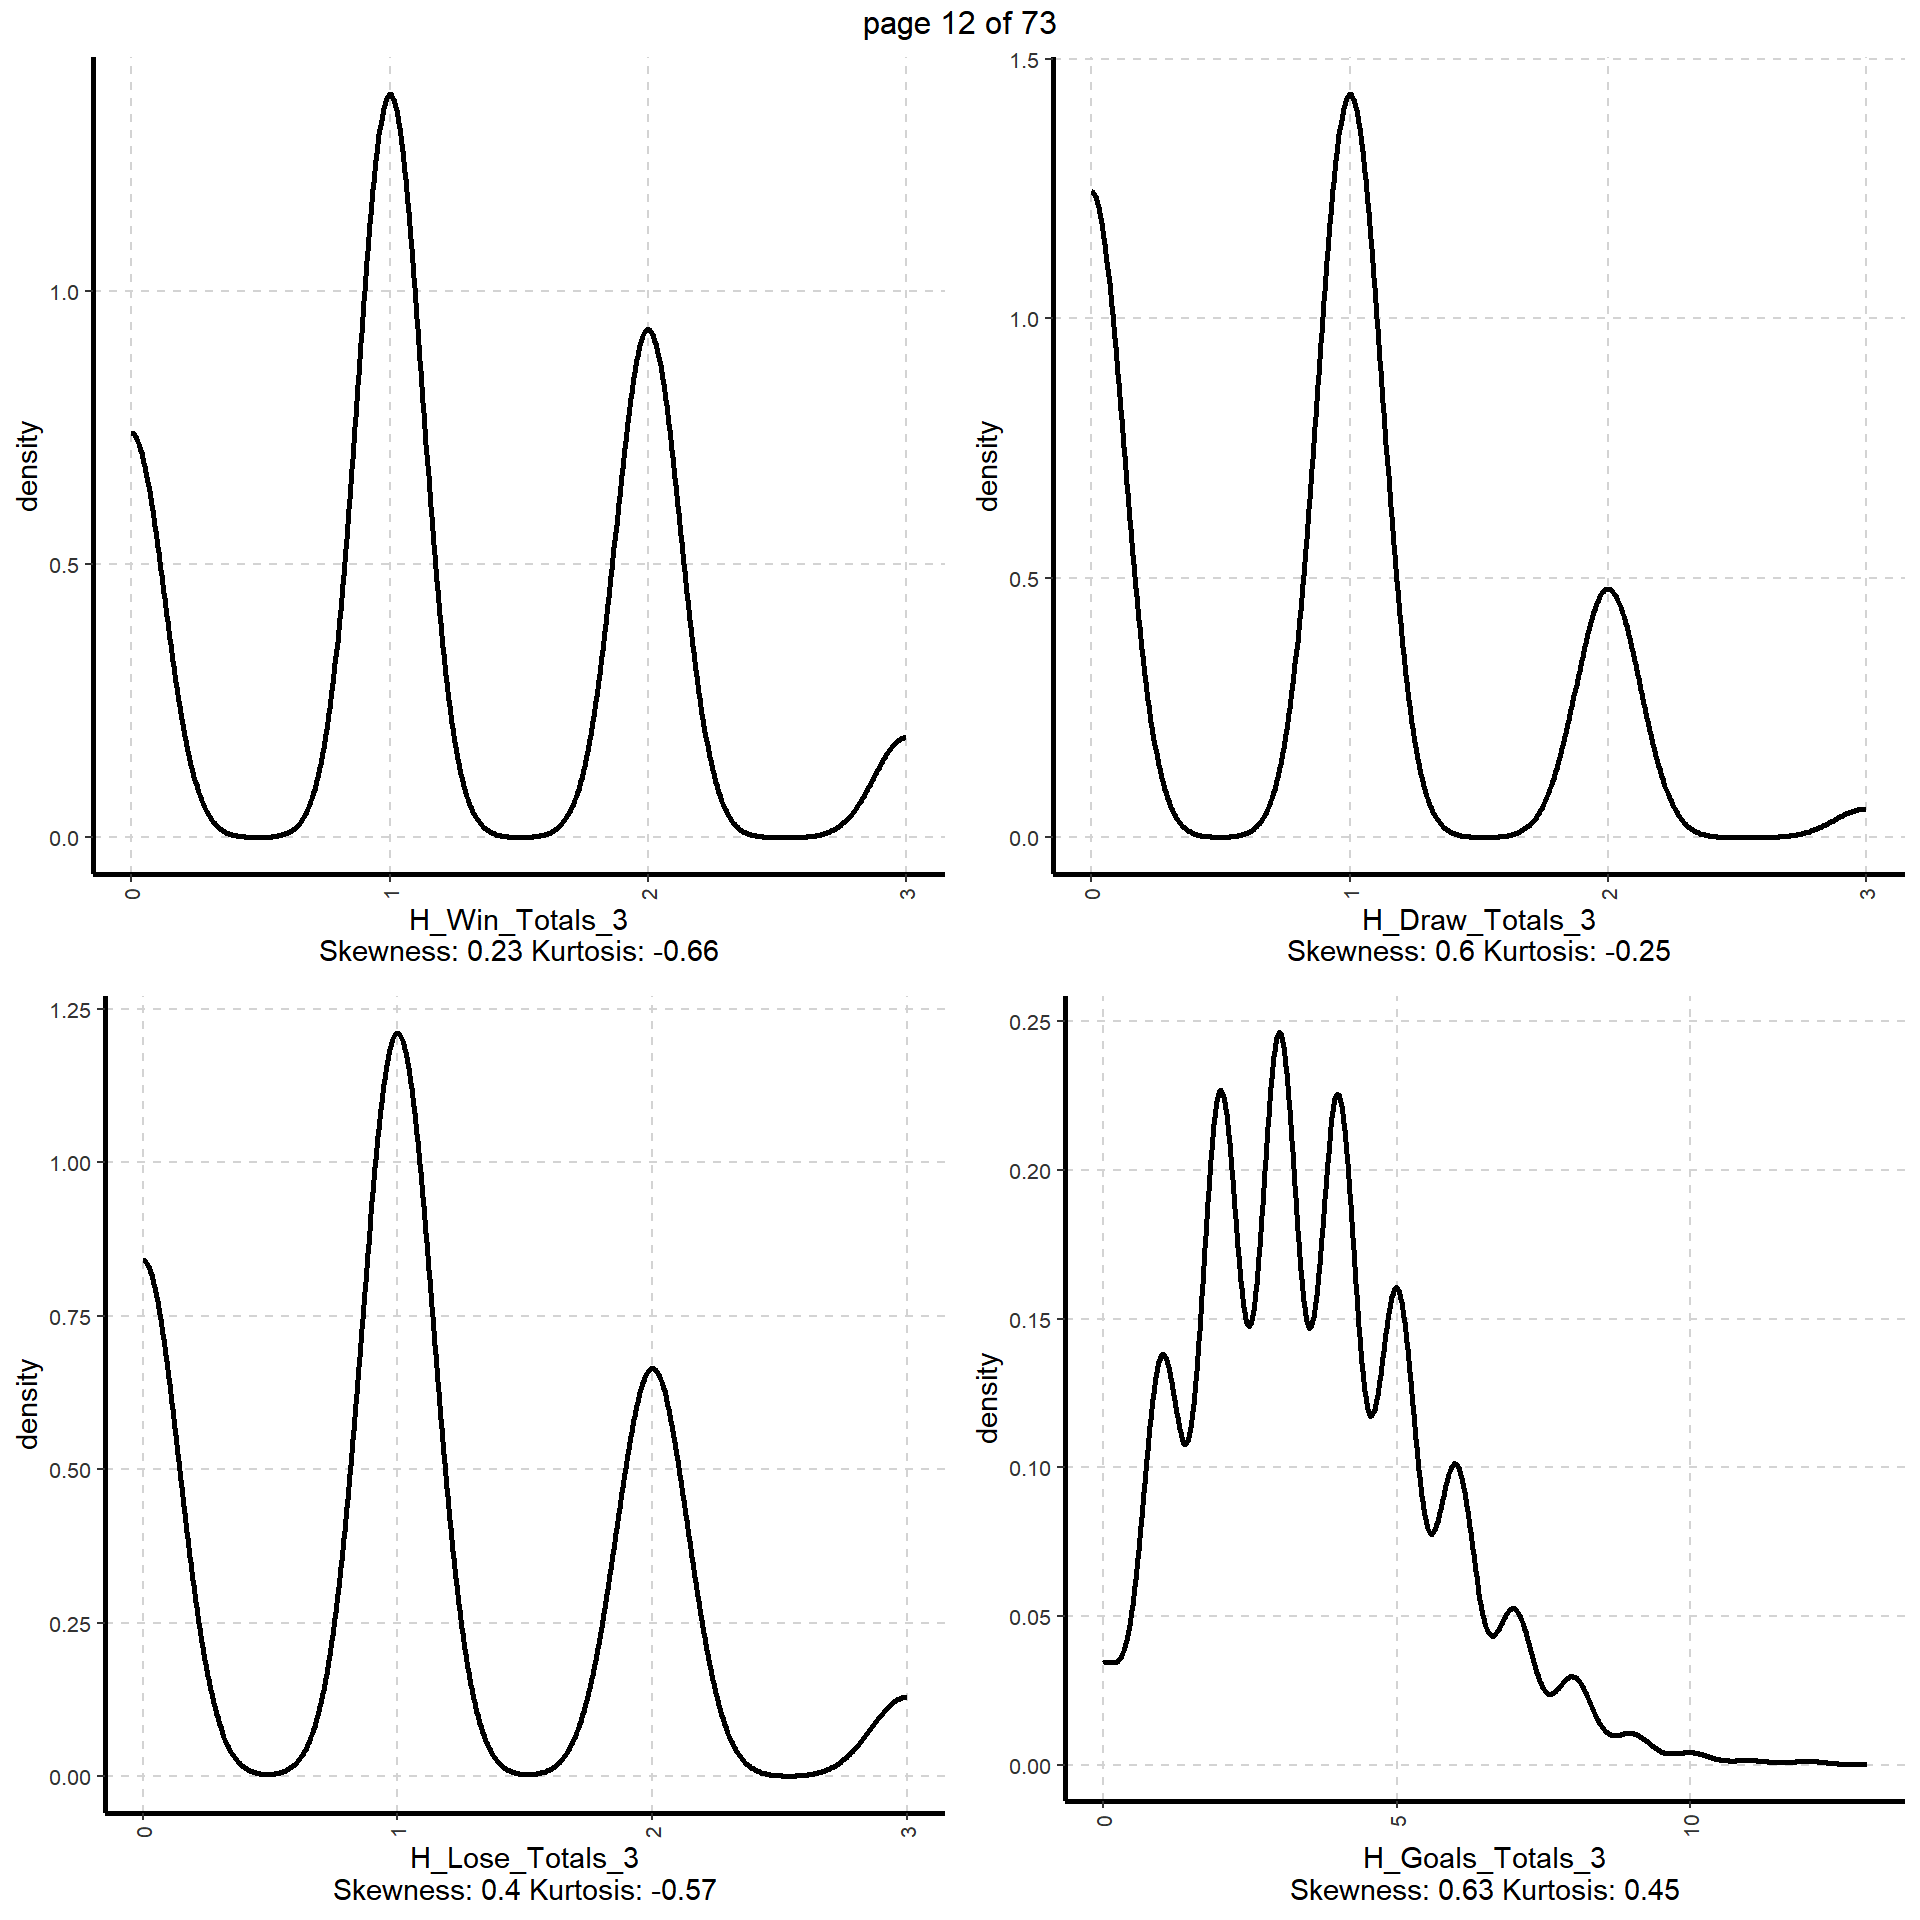 page 12 of 73
density
0.0
0.5
1.0
0
1
2
3
H_Win_Totals_3
Skewness: 0.23 Kurtosis: -0.66
density
0.0
0.5
1.0
1.5
0
1
2
3
H_Draw_Totals_3
Skewness: 0.6 Kurtosis: -0.25
density
0.00
0.25
0.50
0.75
1.00
1.25
0
1
2
3
H_Lose_Totals_3
Skewness: 0.4 Kurtosis: -0.57
density
0.00
0.05
0.10
0.15
0.20
0.25
0
5
10
H_Goals_Totals_3
Skewness: 0.63 Kurtosis: 0.45